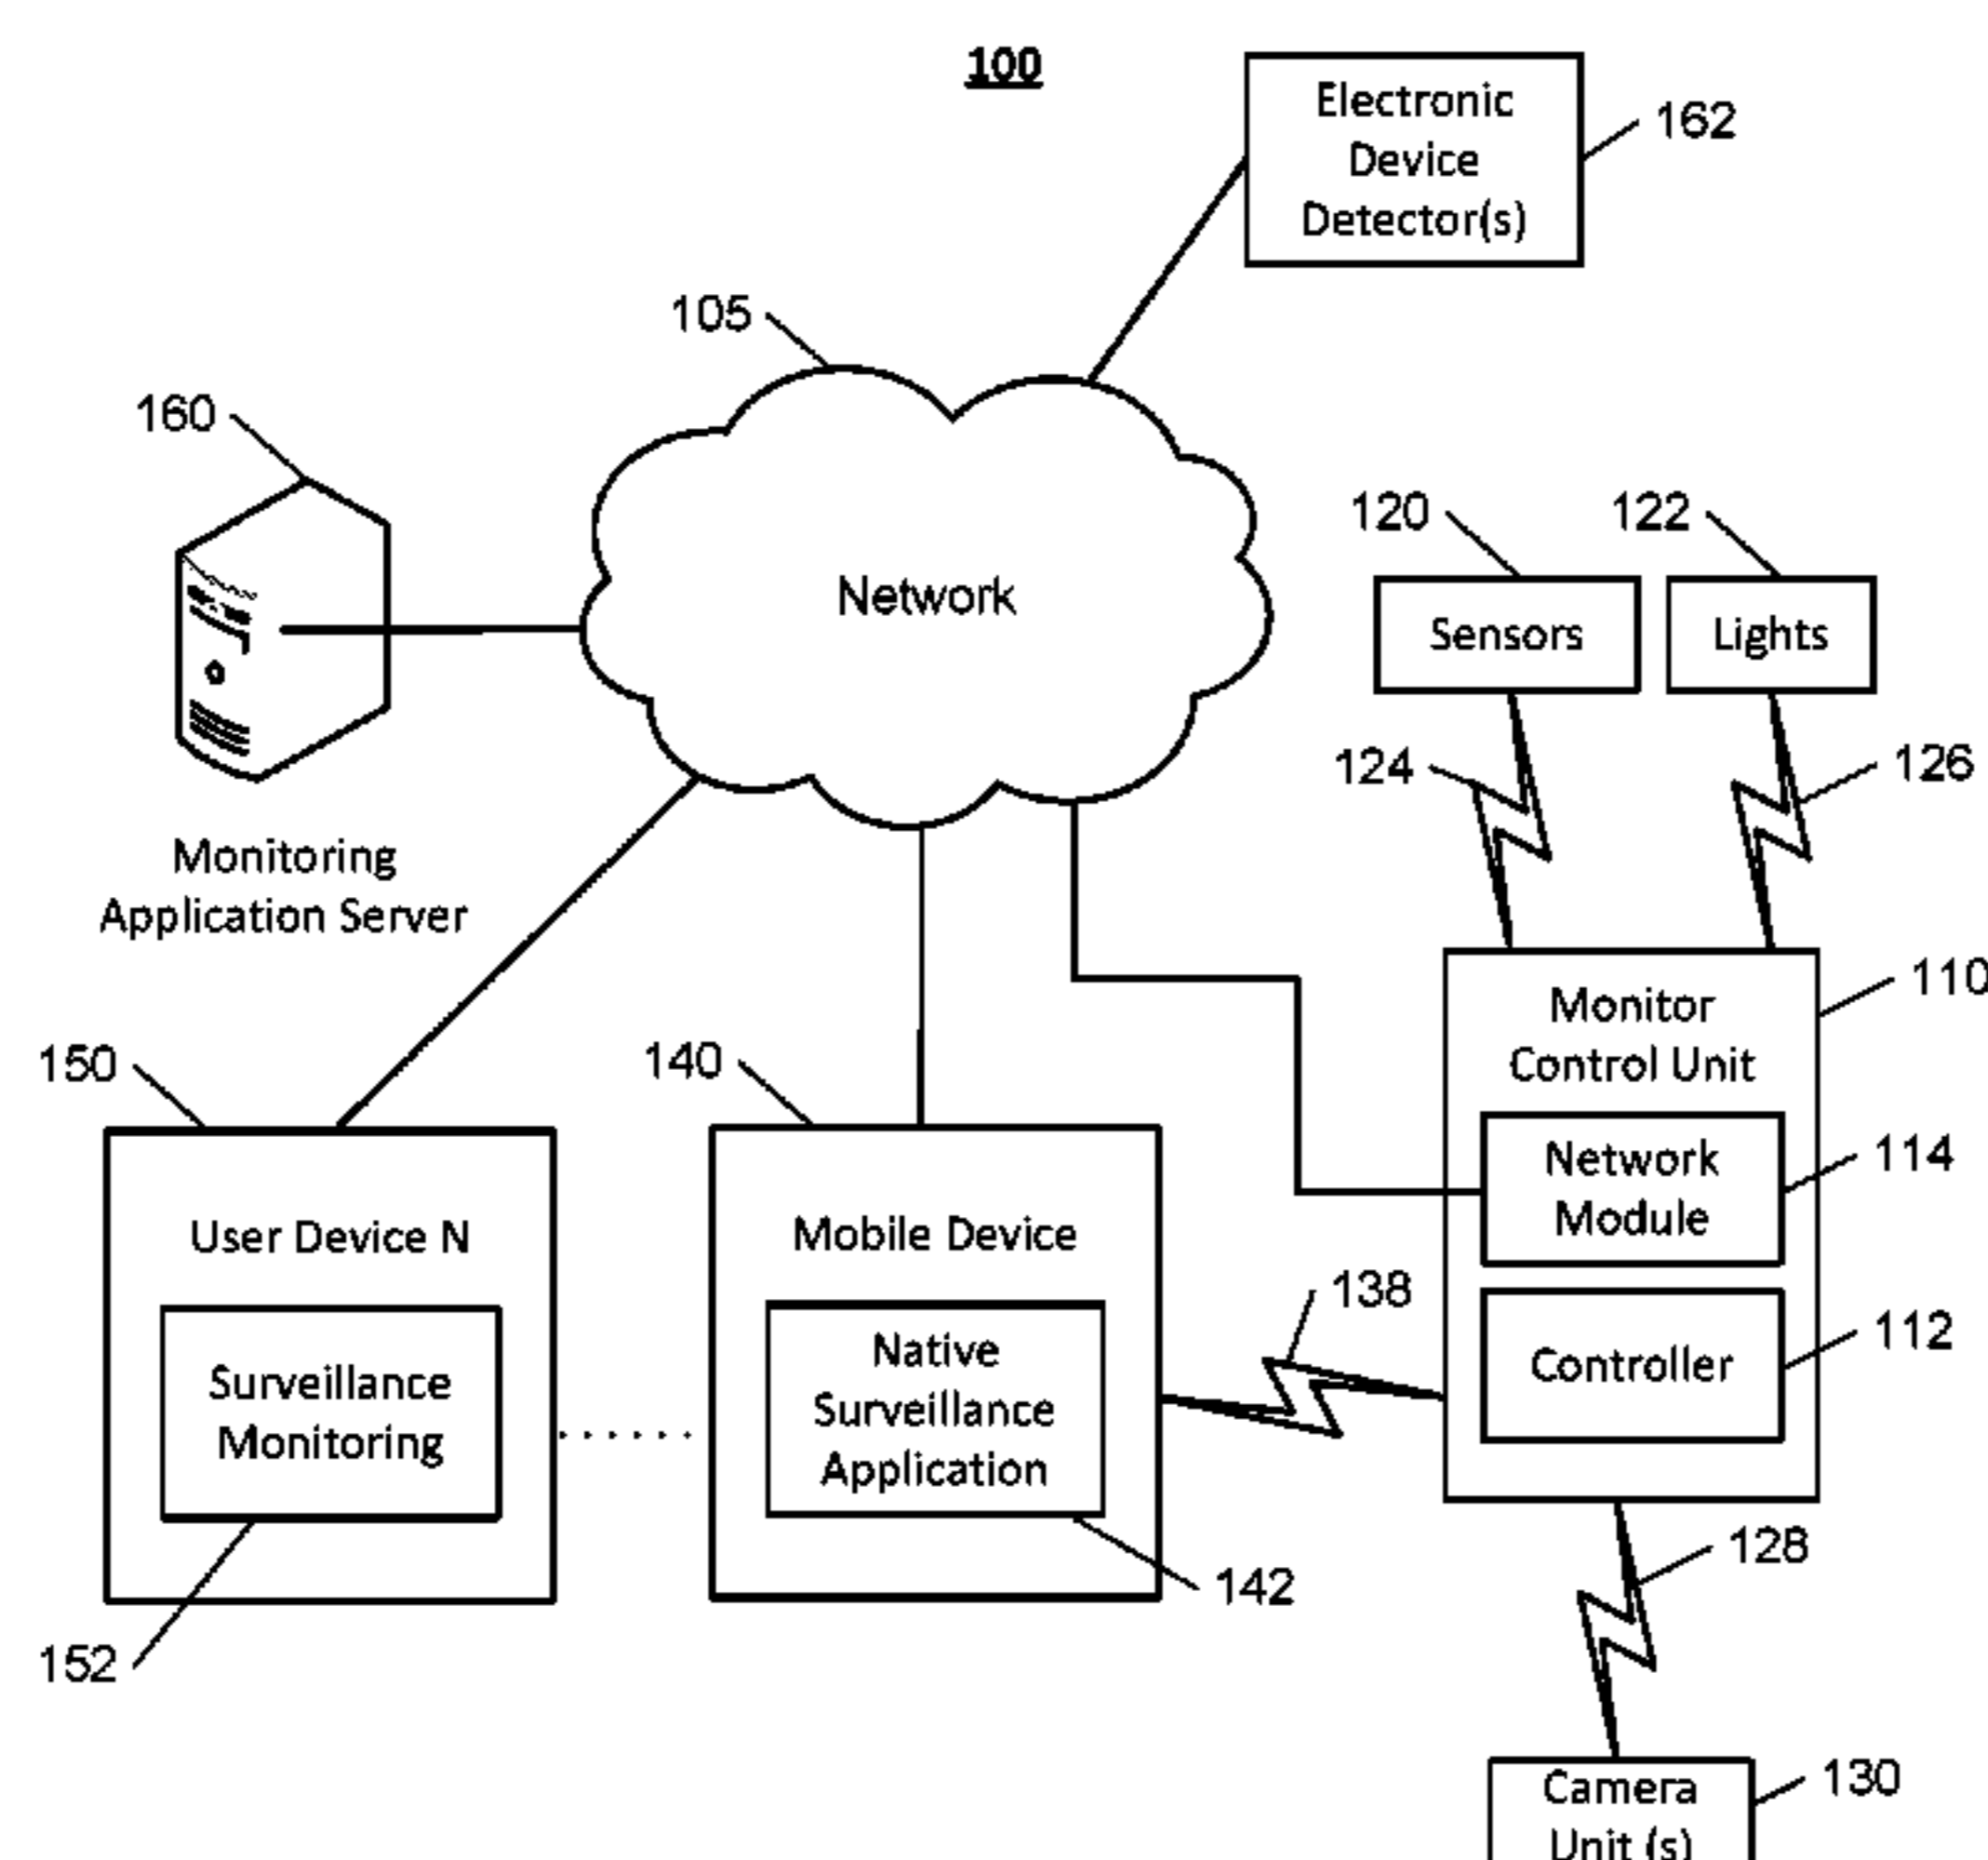 100
Electronic
Device
Detector(s)
162
105
160
Network
120
122
Sensors
Lights
124
126
Monitoring
Application Server
110
Monitor
Control Unit
150
140
Network
Module
114
User Device N
Mobile Device
138
Controller
112
Surveillance
Monitoring
Native
Surveillance
Application
128
142
152
Camera
Unit (s)
130